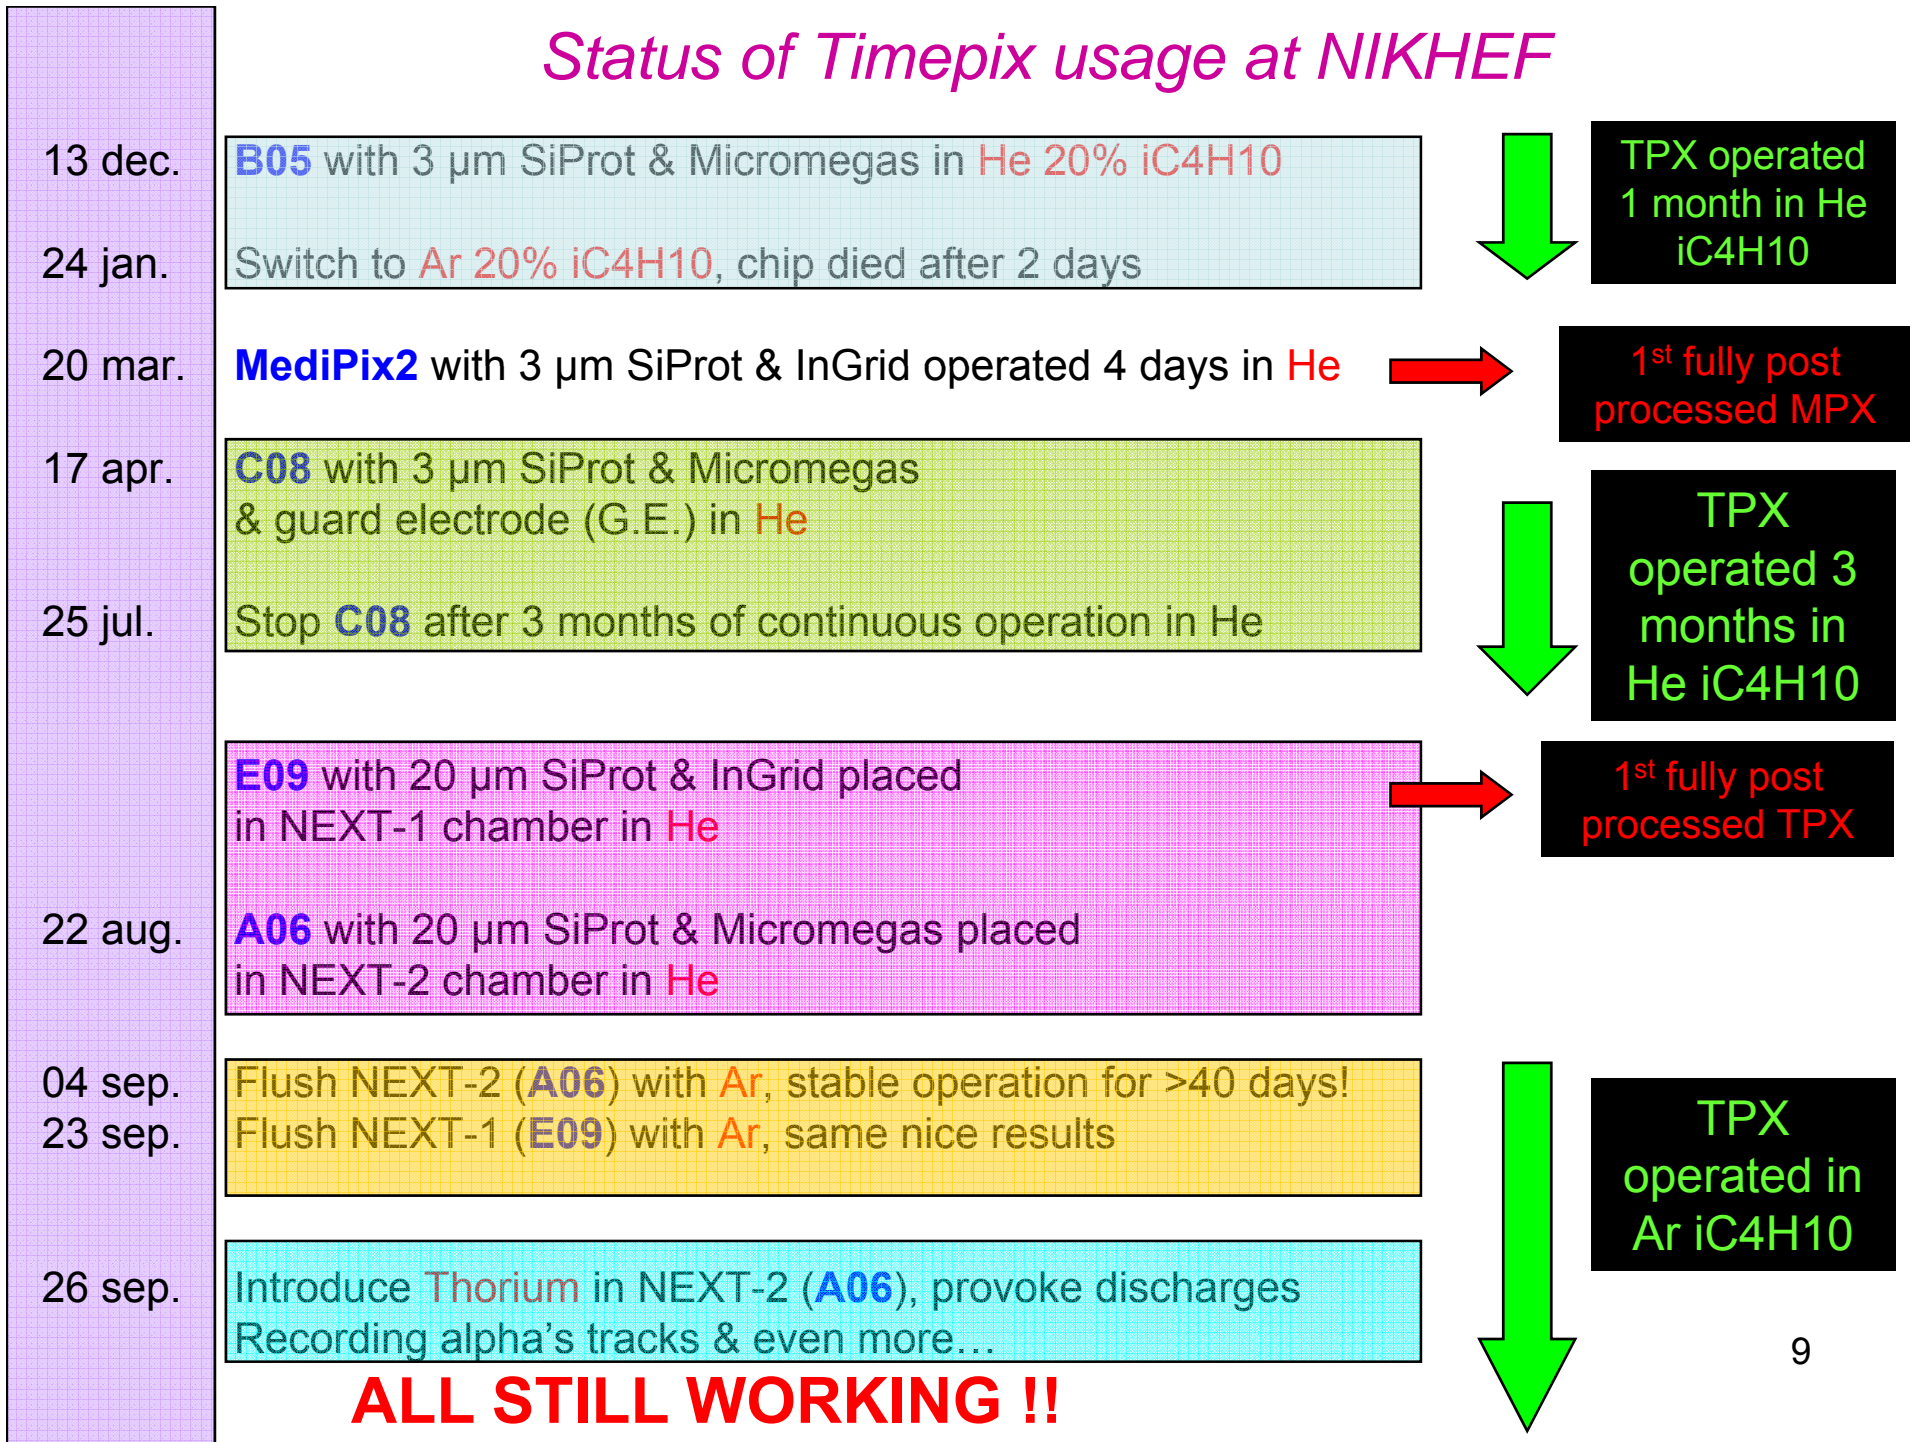 Status of Timepix usage at NIKHEF
13 dec.
B05 with 3 µm SiProt & Micromegas in He 20% iC4H10
TPX operated
1 month in He
iC4H10
24 jan.
Switch to Ar 20% iC4H10, chip died after 2 days
20 mar.
MediPix2 with 3 µm SiProt & InGrid operated 4 days in He
1st fully post
processed MPX
17 apr.
C08 with 3 µm SiProt & Micromegas
& guard electrode (G.E.) in He
TPX
operated 3
months in
He iC4H10
25 jul.
Stop C08 after 3 months of continuous operation in He
E09 with 20 µm SiProt & InGrid placed
in NEXT-1 chamber in He
1st fully post
processed TPX
22 aug.
A06 with 20 µm SiProt & Micromegas placed
in NEXT-2 chamber in He
04 sep.
Flush NEXT-2 (A06) with Ar, stable operation for >40 days!
23 sep.
Flush NEXT-1 (E09) with Ar, same nice results
TPX
operated in
Ar iC4H10
26 sep.
Introduce Thorium in NEXT-2 (A06), provoke discharges
Recording alpha's tracks & even more…
9
ALL STILL WORKING !!